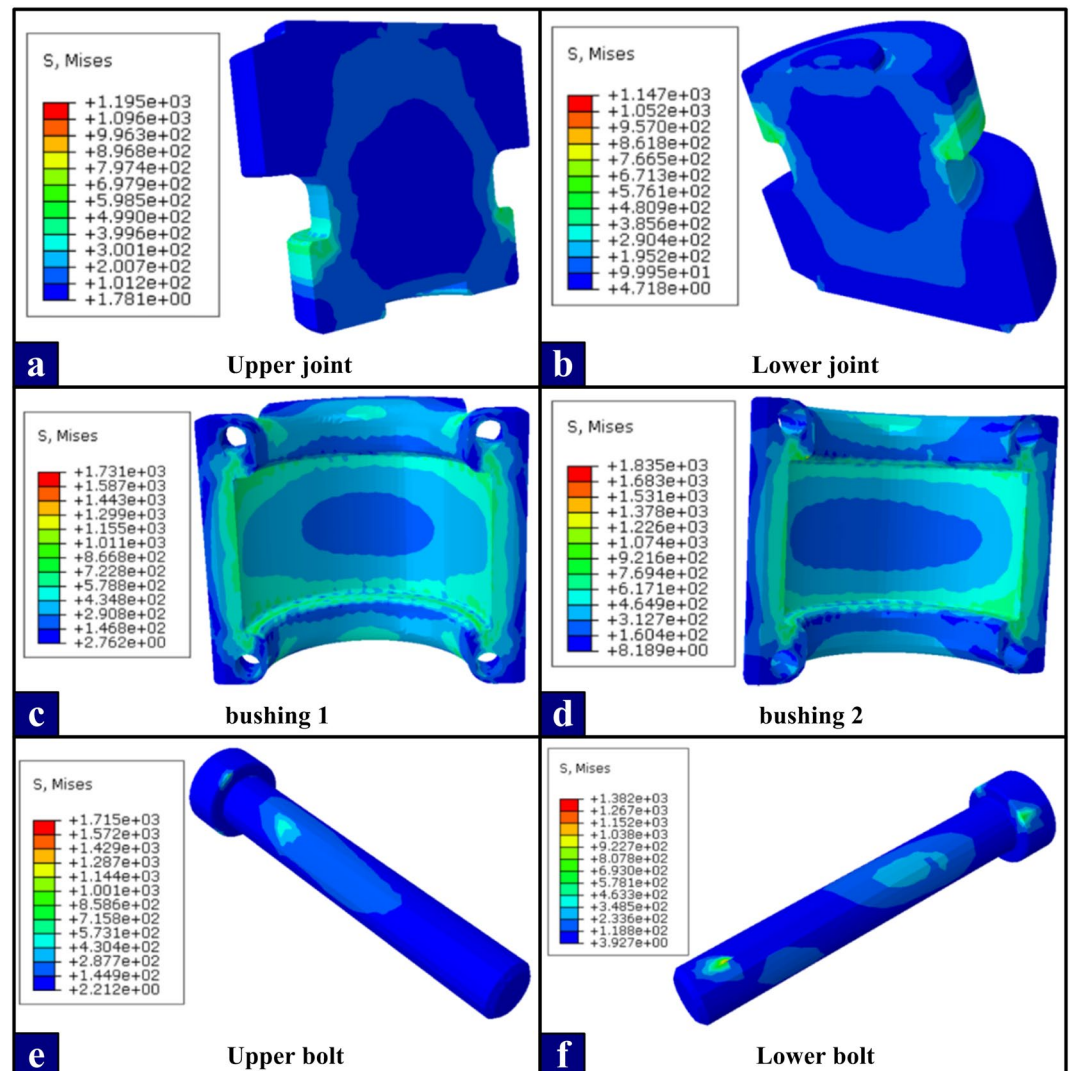 S, Mises
+1.195e+03
+1.096e+03
+9.963e+02
+8.968e+02
+7.974e+02
+6.979e+02
+5.985e+02
+4.990e+02
+3.996e+02
+3.001e+02
+2.007e+02
+1.012e+02
+1.781e+00
a
Upper joint
S, Mises
+1.147e+03
+1.052e+03
+9.570e+02
+8.618e+02
+7.665e+02
+6.713e+02
+5.761e+02
+4.809e+02
+3.856e+02
+2.904e+02
+1.952e+02
+9.995e+01
+4.718e+00
b
Lower joint
S, Mises
+1.731e+03
+1.587e+03
+1.443e+03
+1.299e+03
+1.155e+03
+1.011e+03
+8.668e+02
+7.228e+02
+5.788e+02
+4.348e+02
+2.908e+02
+1.468e+02
+2.762e+00
c
bushing 1
S, Mises
+1.835e+03
+1.683e+03
+1.531e+03
+1.378e+03
+1.226e+03
+1.074e+03
+9.216e+02
+7.694e+02
+6.171e+02
+4.649e+02
+3.127e+02
+1.604e+02
+8.189e+00
d
bushing 2
S, Mises
+1.715e+03
+1.572e+03
+1.429e+03
+1.287e+03
+1.144e+03
+1.001e+03
+8.586e+02
+7.158e+02
+5.731e+02
+4.304e+02
+2.877e+02
+1.449e+02
+2.212e+00
e
Upper bolt
S, Mises
+1.382e+03
+1.267e+03
+1.152e+03
+1.038e+03
+9.227e+02
+8.078e+02
+6.930e+02
+5.781e+02
+4.633e+02
+3.485e+02
+2.336e+02
+1.188e+02
+3.927e+00
f
Lower bolt